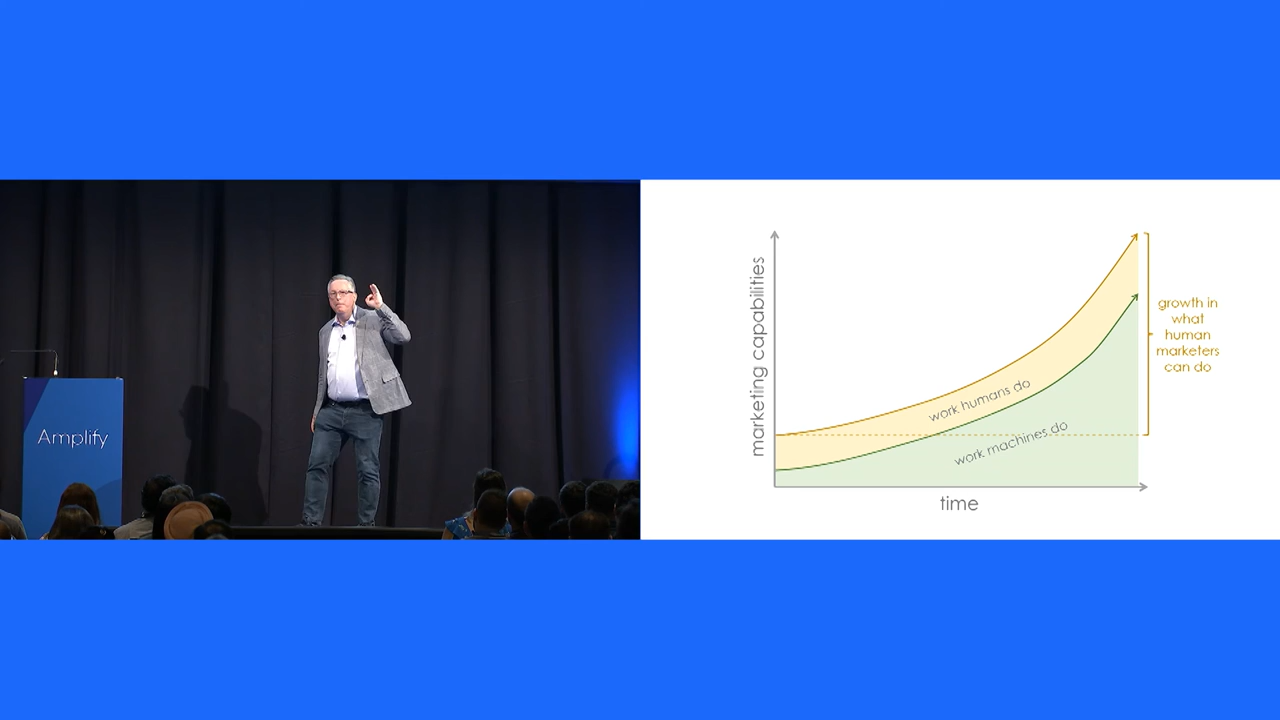 Amplify
marketing capabilities
work humans do
work machines do
time
growth in
what
human
marketers
can do